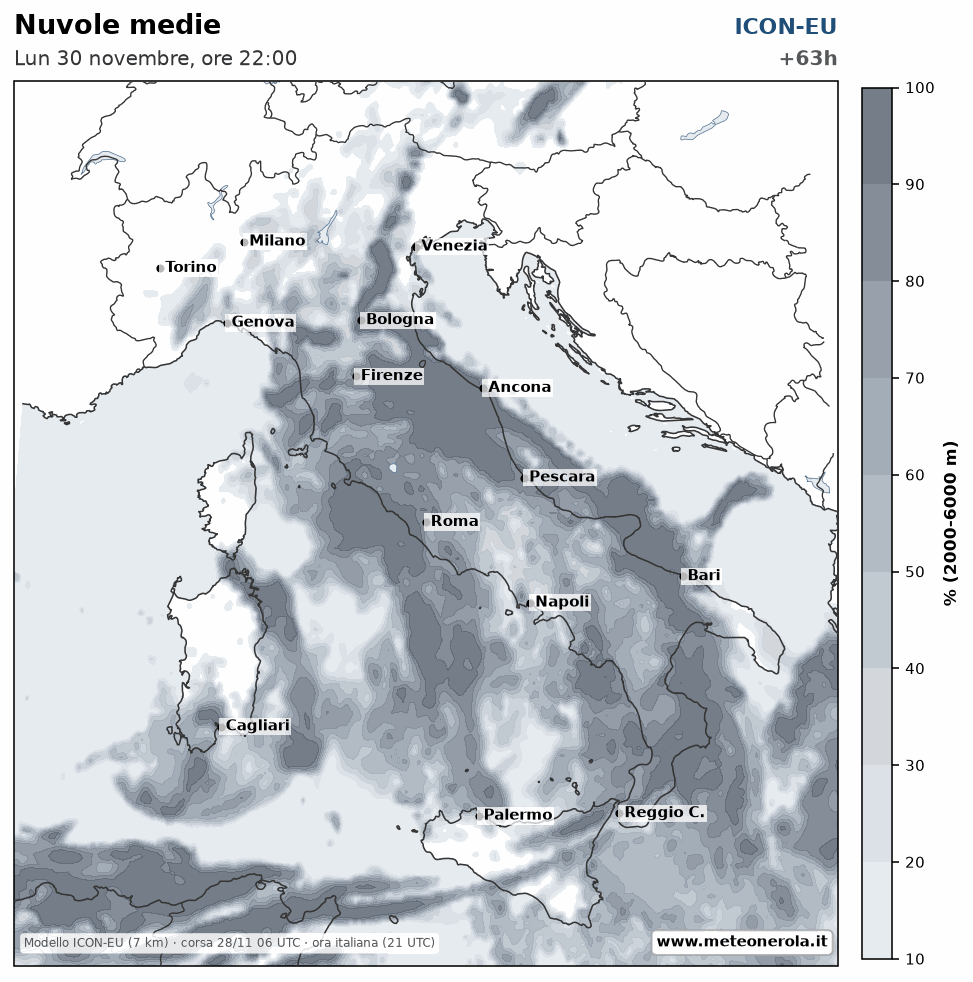 Nuvole medie
ICON-EU
Lun 30 novembre, ore 22:00
+63h
100
90
80
70
60
50
40
30
20
10
% (2000-6000 m)
Milano
Venezia
Torino
Genova
Bologna
Firenze
Ancona
Pescara
Roma
Bari
Napoli
Cagliari
Palermo
Reggio C.
Modello ICON-EU (7 km) · corsa 28/11 06 UTC · ora italiana (21 UTC)
www.meteonerola.it